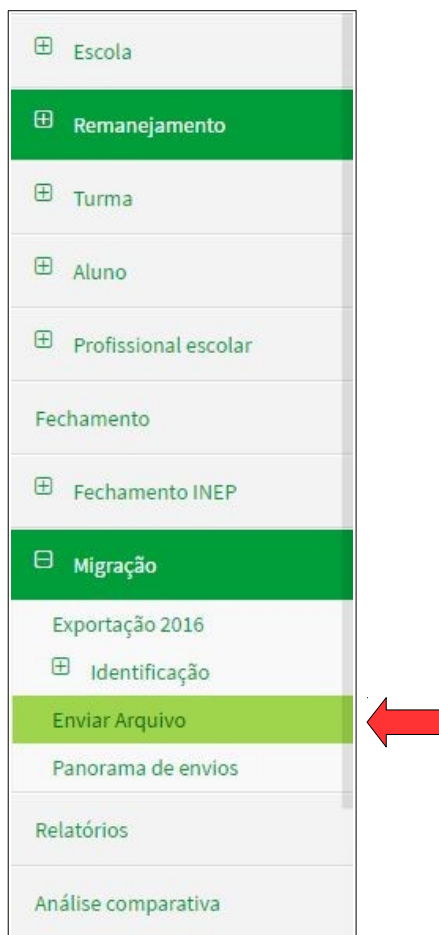 Escola
Remanejamento
Turma
Aluno
Profissional escolar
Fechamento
Fechamento INEP
Migração
Exportação 2016
Identificação
Enviar Arquivo
Panorama de envios
Relatórios
Análise comparativa